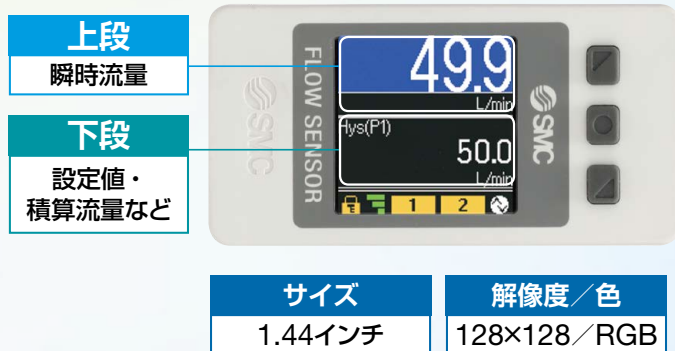 上段
瞬時流量
下段
設定値・
積算流量など
SMC
FLOW SENSOR
49.9
L/min
Hys(P1)
50.0
L/min
1 2
SMC
サイズ
1.44インチ
解像度／色
128×128／RGB